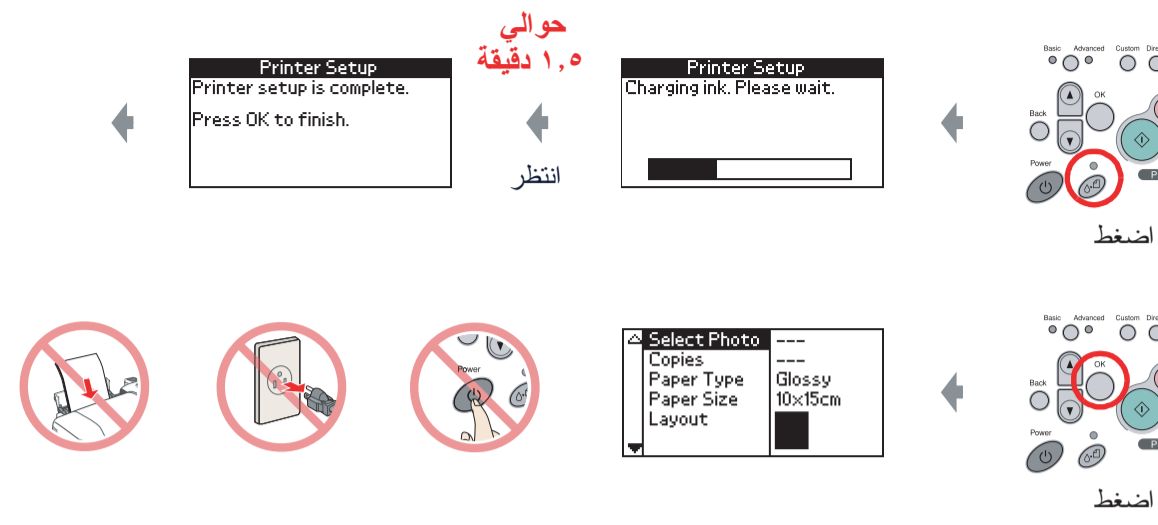 Basic
Advanced
Custom
Back
OK
Power
اضغط
Printer Setup
Charging ink. Please wait.
حوالي
١,٥ دقيقة
انتظر
Printer Setup
Printer setup is complete.
Press OK to finish.
Basic
Advanced
Custom
Back
OK
Power
اضغط
Select Photo ---
Copies ---
Paper Type Glossy
Paper Size 10x15cm
Layout
Power